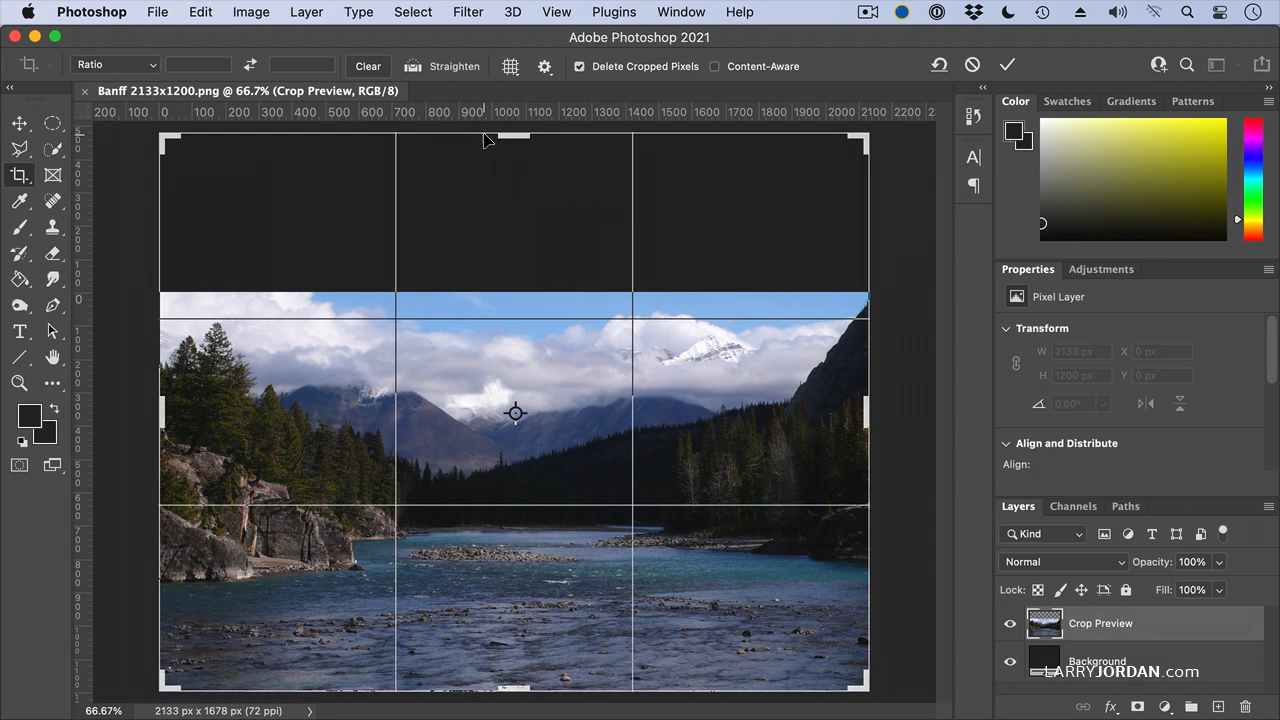 Photoshop File Edit Image Layer Type Select Filter 3D View Plugins Window Help
Adobe Photoshop 2021
Ratio Clear Straighten Delete Cropped Pixels Content-Aware
Banff 2133x1200.png @ 66.7% (Crop Preview, RGB/8)
200 100 0 100 200 300 400 500 600 700 800 900 1000 1100 1200 1300 1400 1500 1600 1700 1800 1900 2000 2100 2200
Color Swatches Gradients Patterns
Properties Adjustments
Pixel Layer
Transform
W 2133 px X 0 px
H 1200 px Y 0 px
0.00°
Align and Distribute
Align:
Layers Channels Paths
Kind
Normal Opacity: 100%
Lock: Fill: 100%
Crop Preview
Background
LARRYJORDAN.com
66.67% 2133 px x 1678 px (72 ppi)